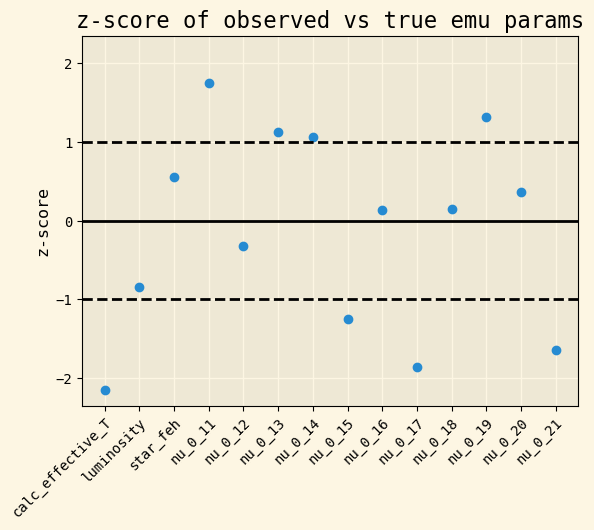 z-score of observed vs true emu params
z-score
2
1
0
−1
−2
calc_effective_T
luminosity
star_feh
nu_0_11
nu_0_12
nu_0_13
nu_0_14
nu_0_15
nu_0_16
nu_0_17
nu_0_18
nu_0_19
nu_0_20
nu_0_21